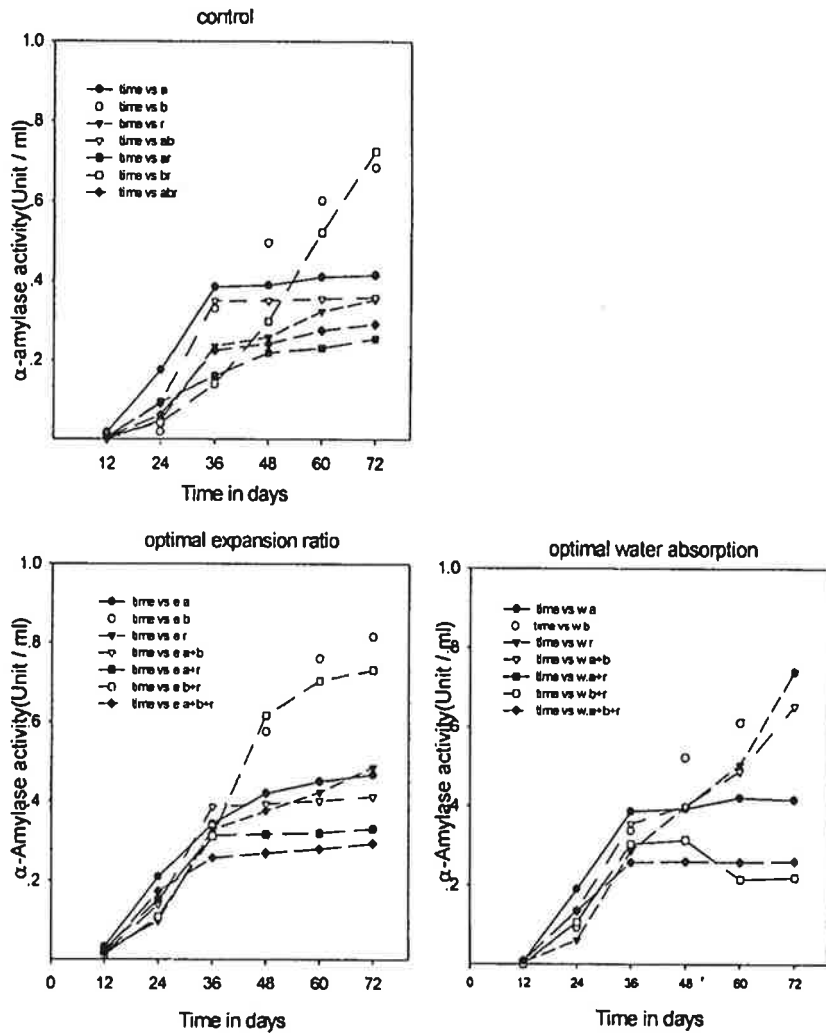 control
1.0
.8
.6
.4
.2
α-amylase activity(Unit / ml)
time vs a
time vs b
time vs r
time vs ab
time vs ar
time vs br
time vs abr
12 24 36 48 60 72
Time in days
optimal expansion ratio
1.0
.8
.6
.4
.2
α-Amylase activity(Unit / ml)
time vs e a
time vs e b
time vs e r
time vs e a+b
time vs e a+r
time vs e b+r
time vs e a+b+r
0 12 24 36 48 60 72
Time in days
optimal water absorption
1.0
.8
.6
.4
.2
α-Amylase activity(Unit / ml)
time vs w a
time vs w b
time vs w r
time vs w a+b
time vs w.a+r
time vs w b+r
time vs w.a+b+r
0 12 24 36 48 60 72
Time in days